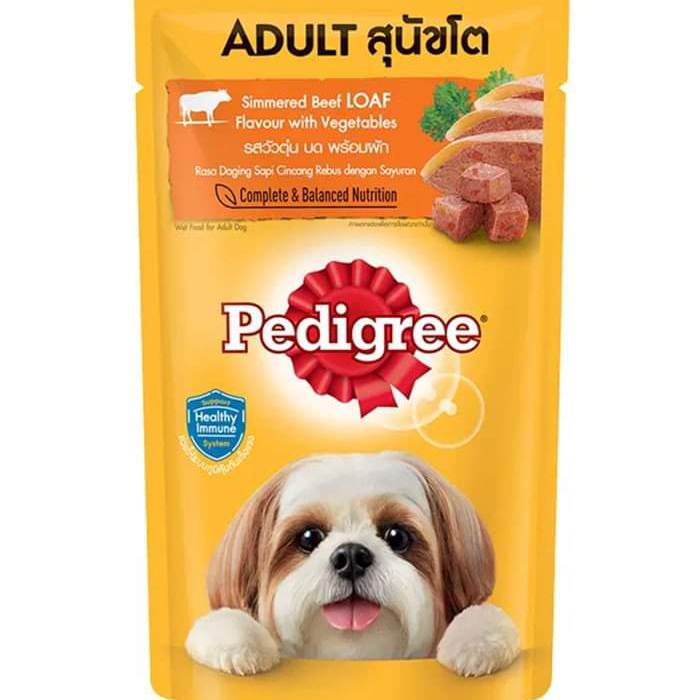 ADULT สุนัขโต
Simmered Beef LOAF
Flavour with Vegetables
รสวัวตุ๋น บด พร้อมผัก
Rasa Daging Sapi Cincang Rebus dengan Sayuran
Complete & Balanced Nutrition
Wet Food for Adult Dog
Pedigree®
Support
Healthy
Immune
System